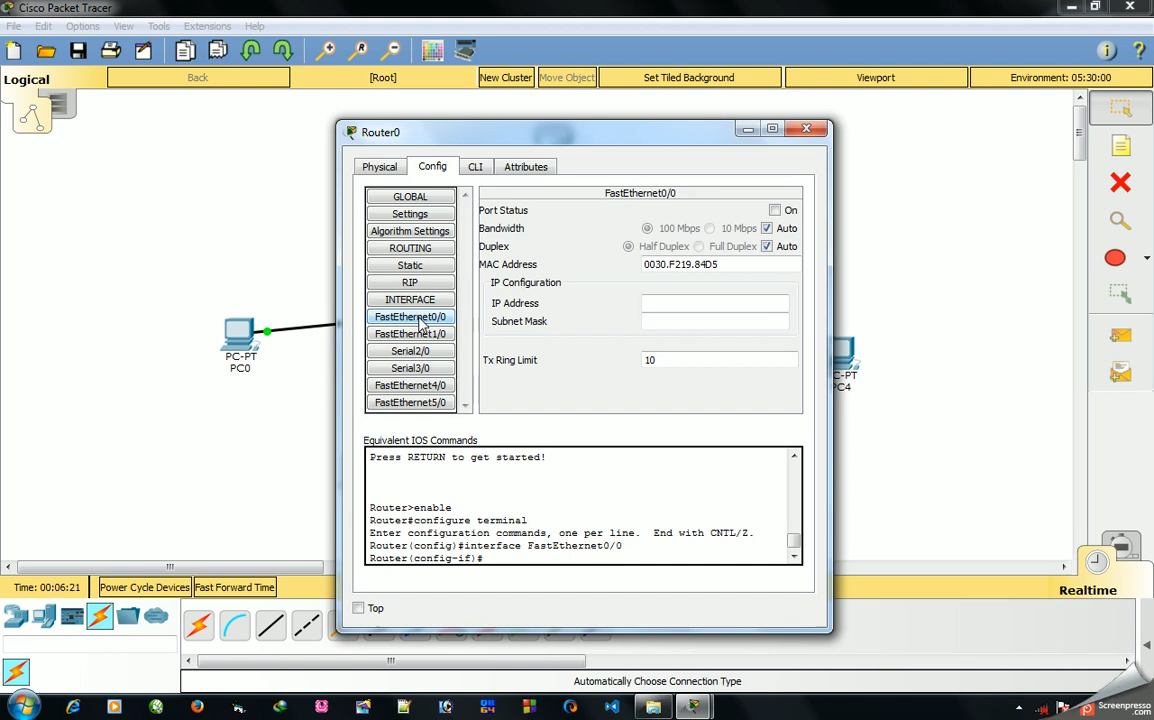 Cisco Packet Tracer
File Edit Options View Tools Extensions Help
Logical
Back
[Root]
New Cluster
Move Object
Set Tiled Background
Viewport
Environment: 05:30:00
Router0
Physical
Config
CLI
Attributes
GLOBAL
Settings
Algorithm Settings
ROUTING
Static
RIP
INTERFACE
FastEthernet0/0
FastEthernet1/0
Serial2/0
Serial3/0
FastEthernet4/0
FastEthernet5/0
FastEthernet0/0
Port Status On
Bandwidth 100 Mbps 10 Mbps Auto
Duplex Half Duplex Full Duplex Auto
MAC Address 0030.F219.84D5
IP Configuration
IP Address
Subnet Mask
Tx Ring Limit 10
Equivalent IOS Commands
Press RETURN to get started!
Router>enable
Router#configure terminal
Enter configuration commands, one per line. End with CNTL/Z.
Router(config)#interface FastEthernet0/0
Router(config-if)#
Top
PC-PT
PC0
C-PT
PC4
Time: 00:06:21
Power Cycle Devices
Fast Forward Time
Realtime
Automatically Choose Connection Type
Screenpresso
.com